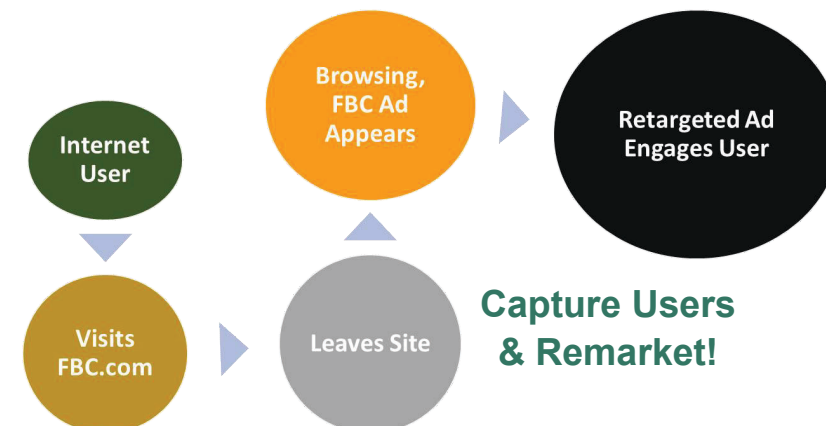 Internet
User
Visits
FBC.com
Leaves Site
Browsing,
FBC Ad
Appears
Retargeted Ad
Engages User
Capture Users
& Remarket!